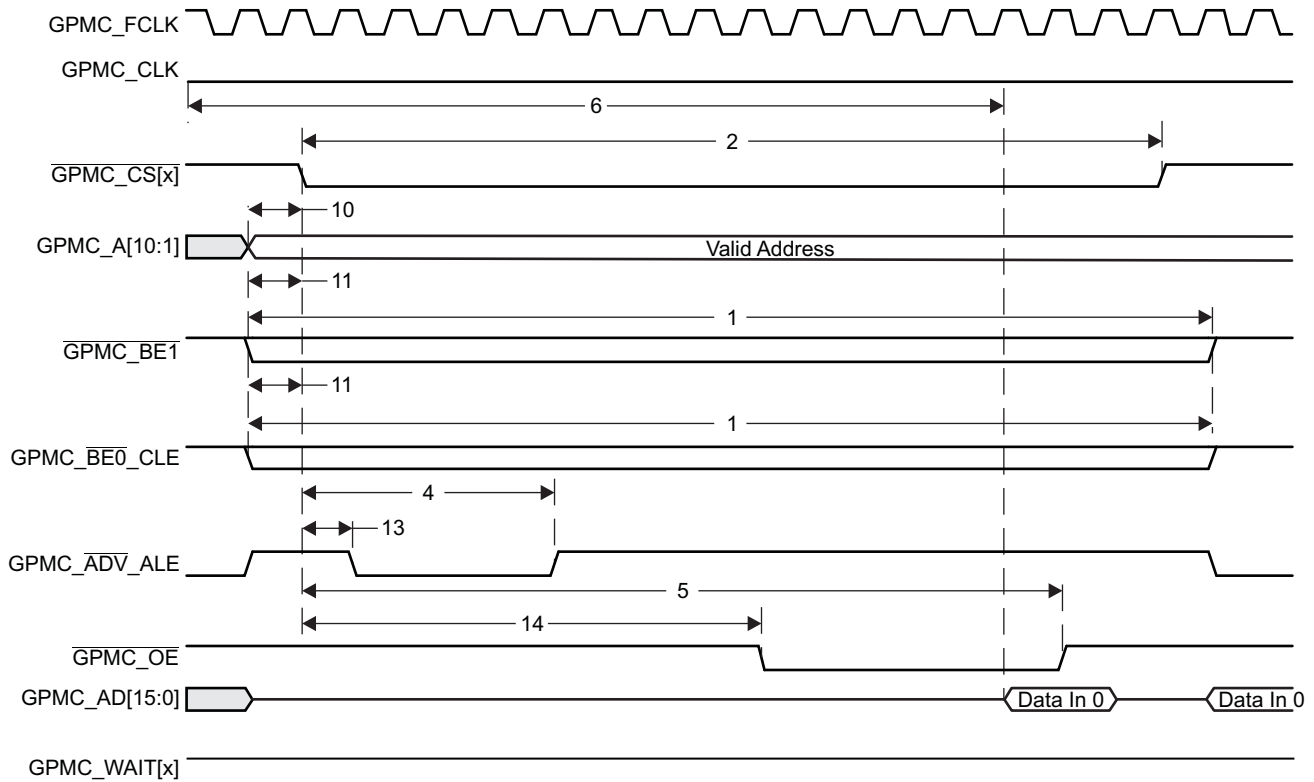 GPMC_FCLK
GPMC_CLK
6
2
GPMC_CS[x]
10
GPMC_A[10:1]
Valid Address
11
1
GPMC_BE1
11
1
GPMC_BE0_CLE
4
13
GPMC_ADV_ALE
5
14
GPMC_OE
GPMC_AD[15:0]
Data In 0
Data In 0
GPMC_WAIT[x]